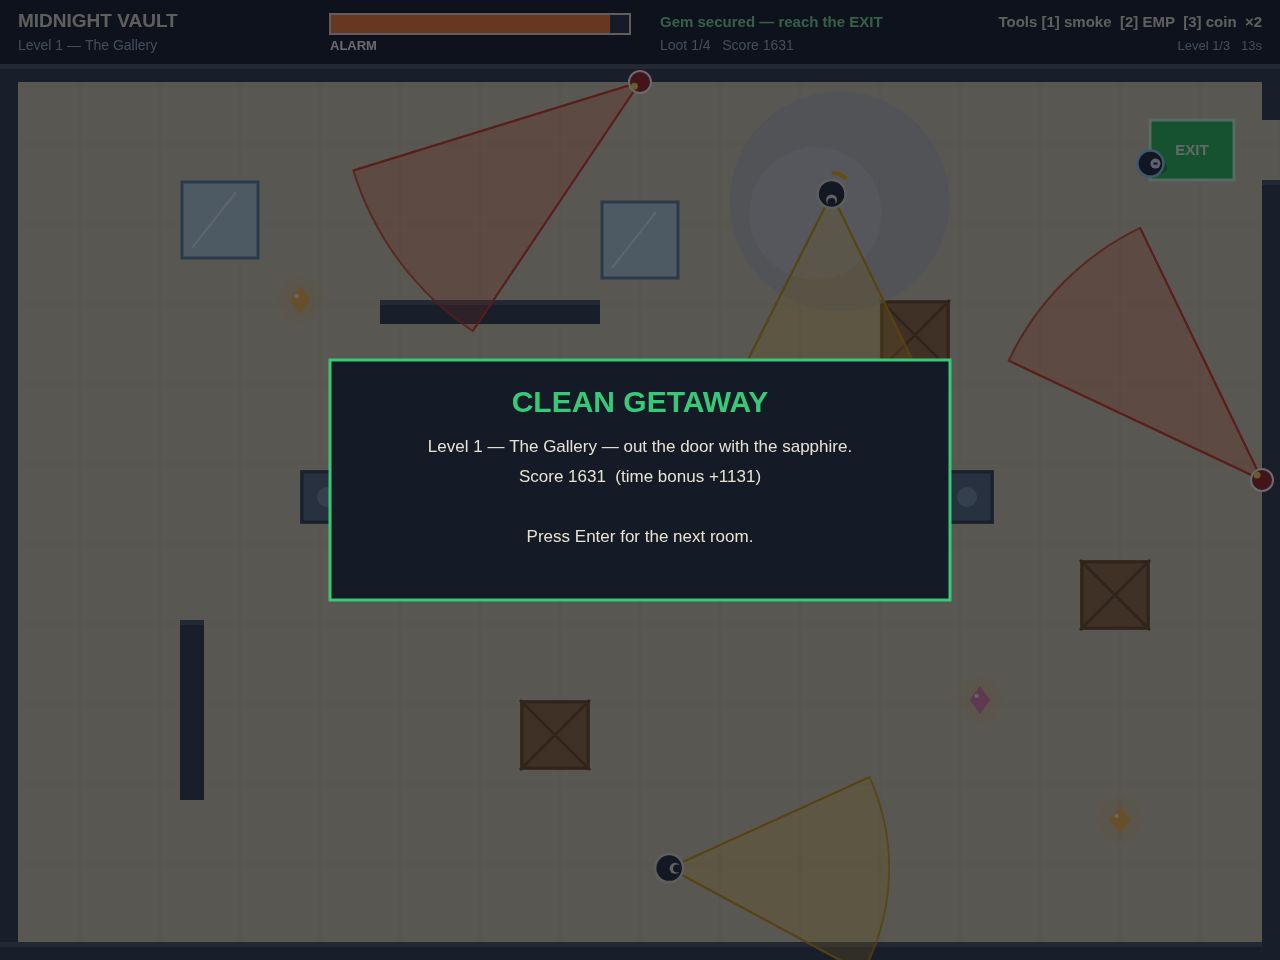 MIDNIGHT VAULT
Level 1 — The Gallery
ALARM
Gem secured — reach the EXIT
Loot 1/4 Score 1631
Tools [1] smoke [2] EMP [3] coin ×2
Level 1/3 13s
EXIT
CLEAN GETAWAY
Level 1 — The Gallery — out the door with the sapphire.
Score 1631 (time bonus +1131)
Press Enter for the next room.